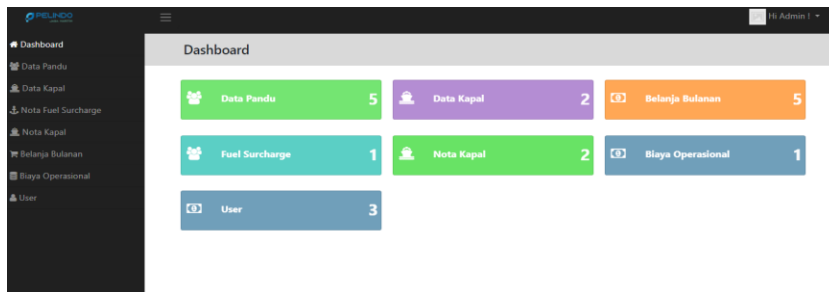 PELINDO
Hi Admin !
Dashboard
Data Pandu
Data Kapal
Nota Fuel Surcharge
Nota Kapal
Belanja Bulanan
Biaya Operasional
User
Dashboard
Data Pandu 5
Data Kapal 2
Belanja Bulanan 5
Fuel Surcharge 1
Nota Kapal 2
Biaya Operasional 1
User 3